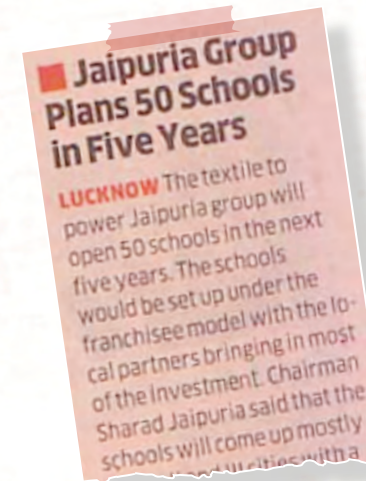 Jaipuria Group
Plans 50 Schools
in Five Years
LUCKNOW The textile to
power Jaipuria group will
open 50 schools in the next
five years. The schools
would be set up under the
franchisee model with the lo-
cal partners bringing in most
of the investment. Chairman
Sharad Jaipuria said that the
schools will come up mostly
cities with a